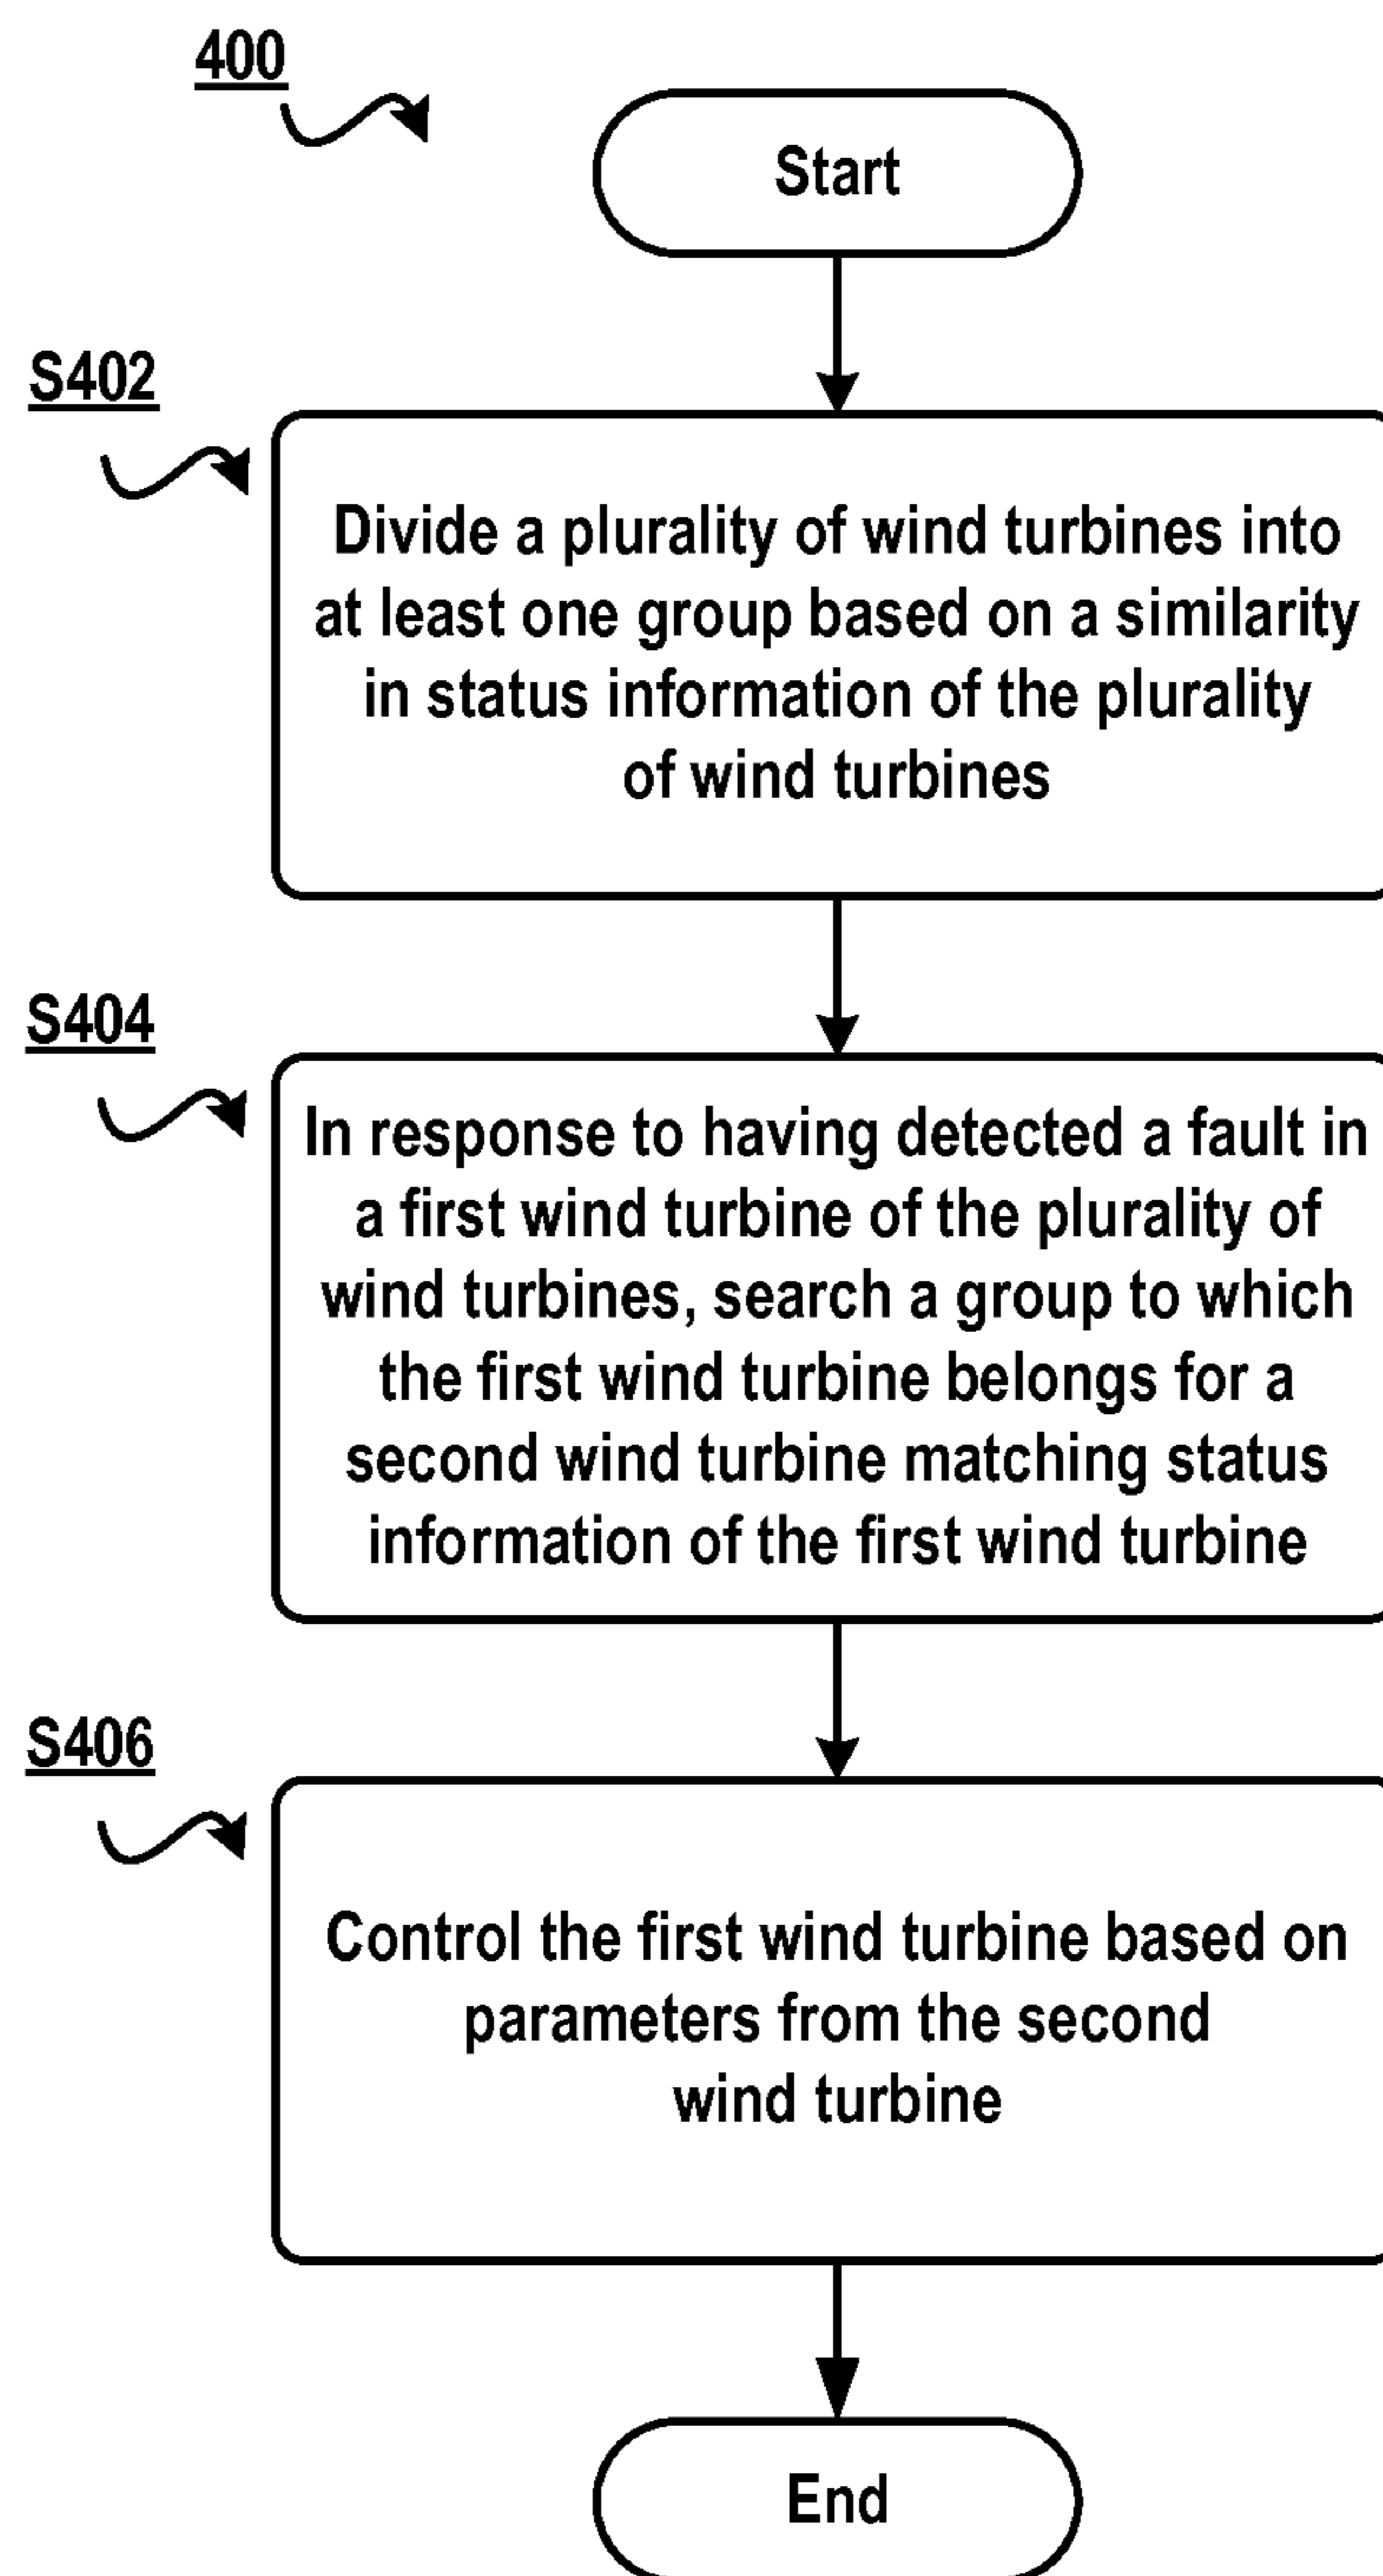 400
Start
S402
Divide a plurality of wind turbines into
at least one group based on a similarity
in status information of the plurality
of wind turbines
S404
In response to having detected a fault in
a first wind turbine of the plurality of
wind turbines, search a group to which
the first wind turbine belongs for a
second wind turbine matching status
information of the first wind turbine
S406
Control the first wind turbine based on
parameters from the second
wind turbine
End